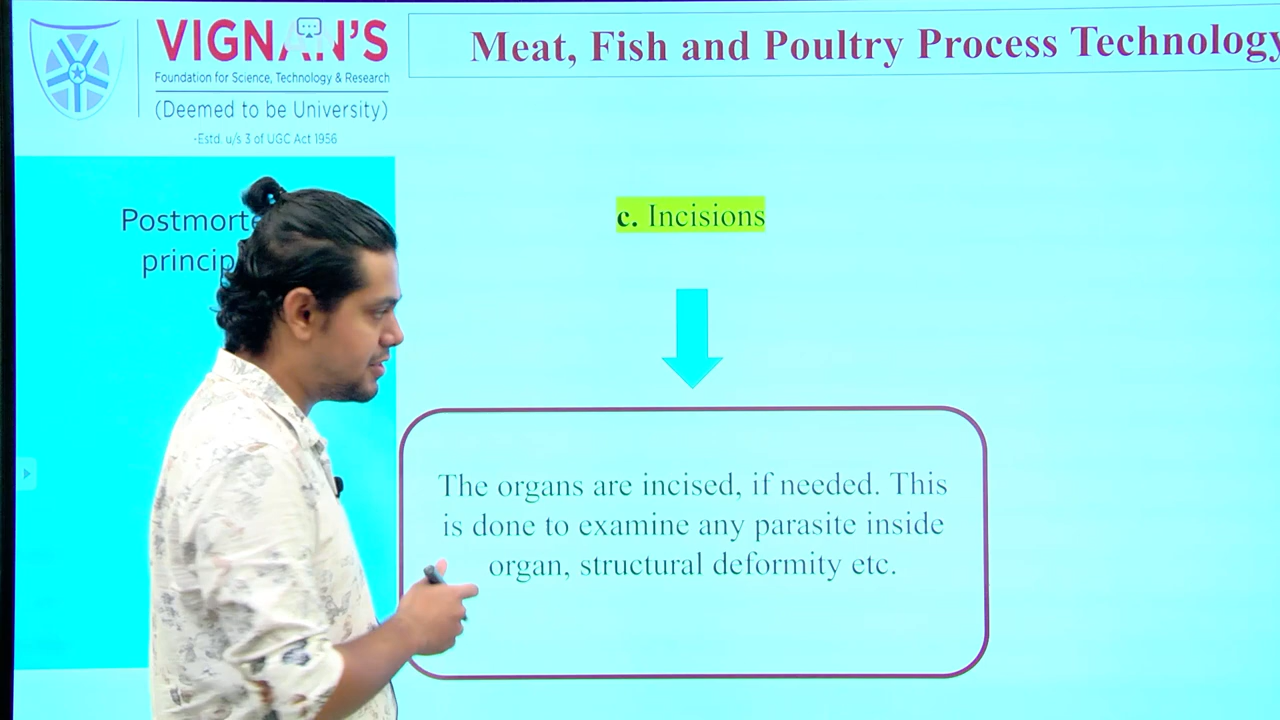 VIGNAN'S
Foundation for Science, Technology & Research
(Deemed to be University)
-Estd. u/s 3 of UGC Act 1956
Meat, Fish and Poultry Process Technology
c. Incisions
The organs are incised, if needed. This
is done to examine any parasite inside
organ, structural deformity etc.